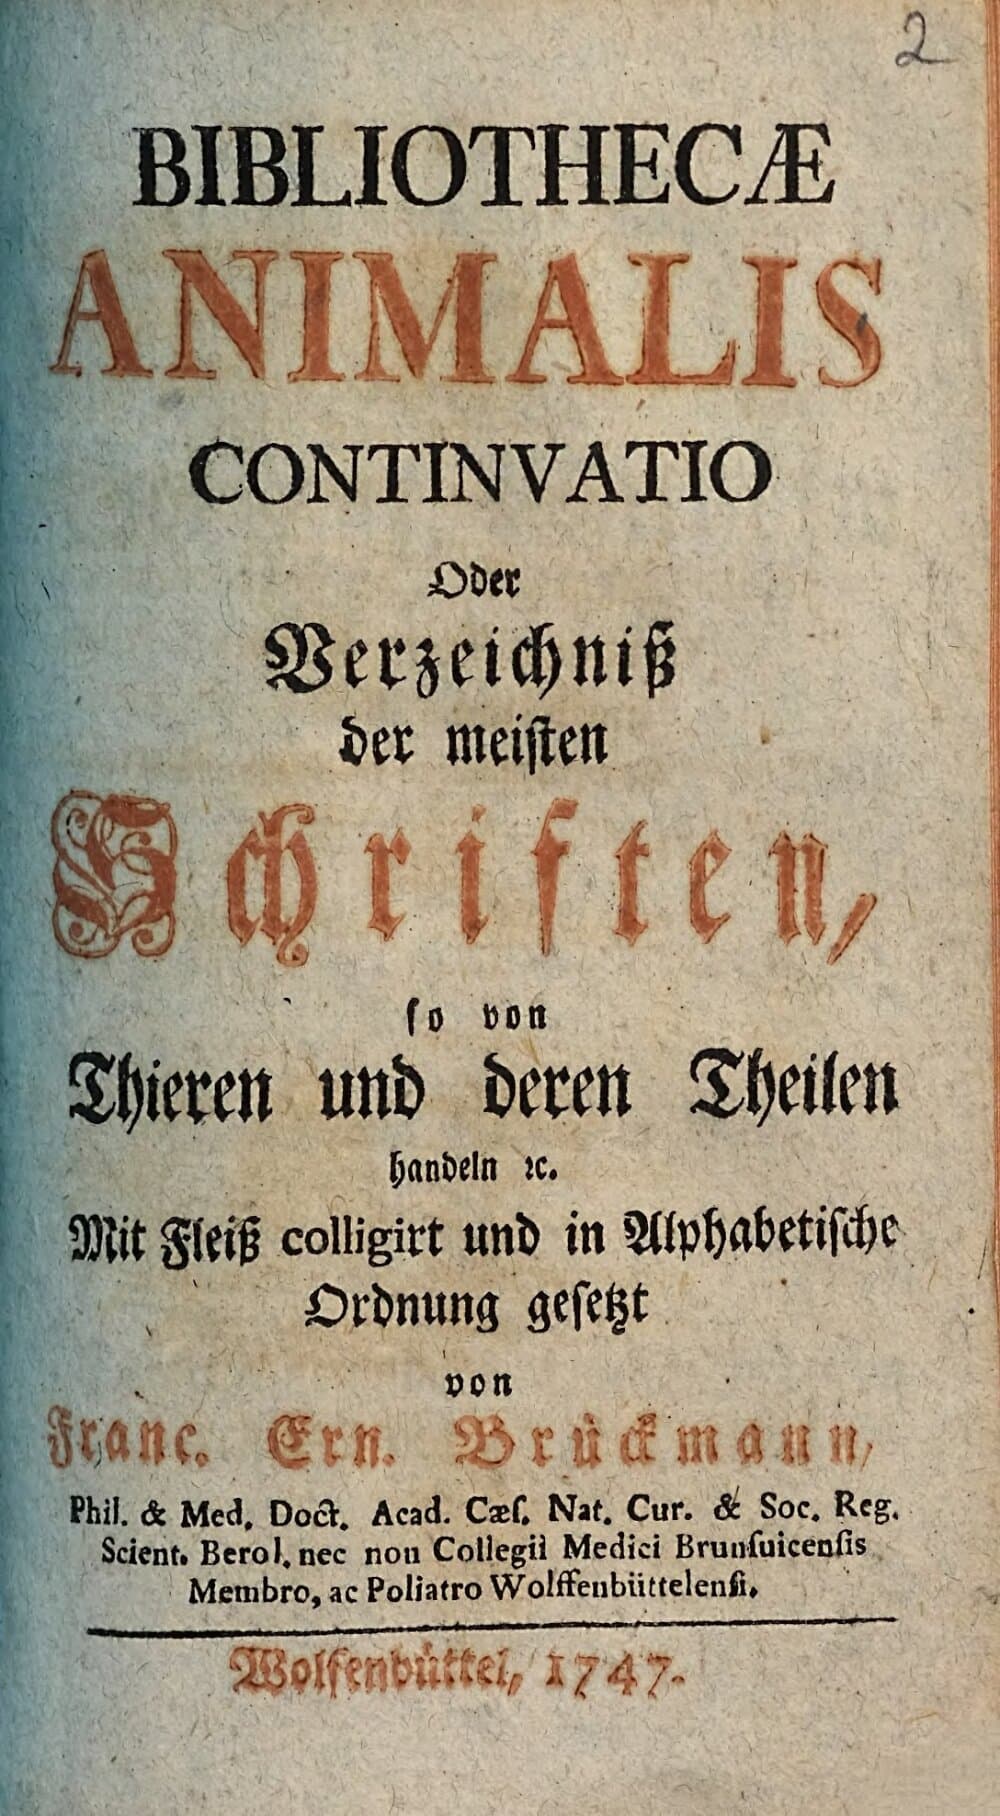 2
BIBLIOTHECÆ
ANIMALIS
CONTINVATIO
Oder
Verzeichniß
der meiſten
Schriften,
ſo von
Thieren und deren Theilen
handeln ꝛc.
Mit Fleiß colligirt und in Alphabetiſche
Ordnung geſetzt
von
Franc. Ern. Brückmann,
Phil. & Med. Doct. Acad. Cæſ. Nat. Cur. & Soc. Reg.
Scient. Berol. nec non Collegii Medici Brunſuicenſis
Membro, ac Poliatro Wolffenbüttelenſi.
Wolfenbüttel, 1747.